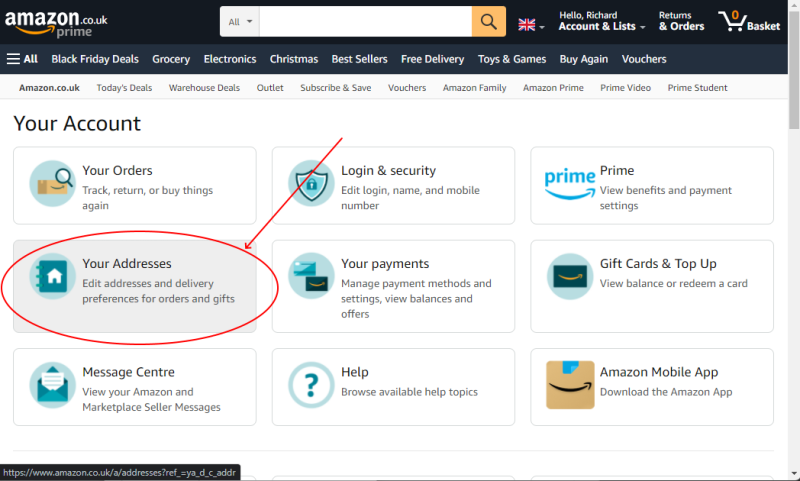 amazon.co.uk
prime
All
Hello, Richard
Account & Lists
Returns
& Orders
0
Basket
All Black Friday Deals Grocery Electronics Christmas Best Sellers Free Delivery Toys & Games Buy Again Vouchers
Amazon.co.uk Today's Deals Warehouse Deals Outlet Subscribe & Save Vouchers Amazon Family Amazon Prime Prime Video Prime Student
Your Account
Your Orders
Track, return, or buy things
again
Login & security
Edit login, name, and mobile
number
prime
Prime
View benefits and payment
settings
Your Addresses
Edit addresses and delivery
preferences for orders and gifts
Your payments
Manage payment methods and
settings, view balances and
offers
Gift Cards & Top Up
View balance or redeem a card
Message Centre
View your Amazon and
Marketplace Seller Messages
?
Help
Browse available help topics
Amazon Mobile App
Download the Amazon App
https://www.amazon.co.uk/a/addresses?ref_=ya_d_c_addr